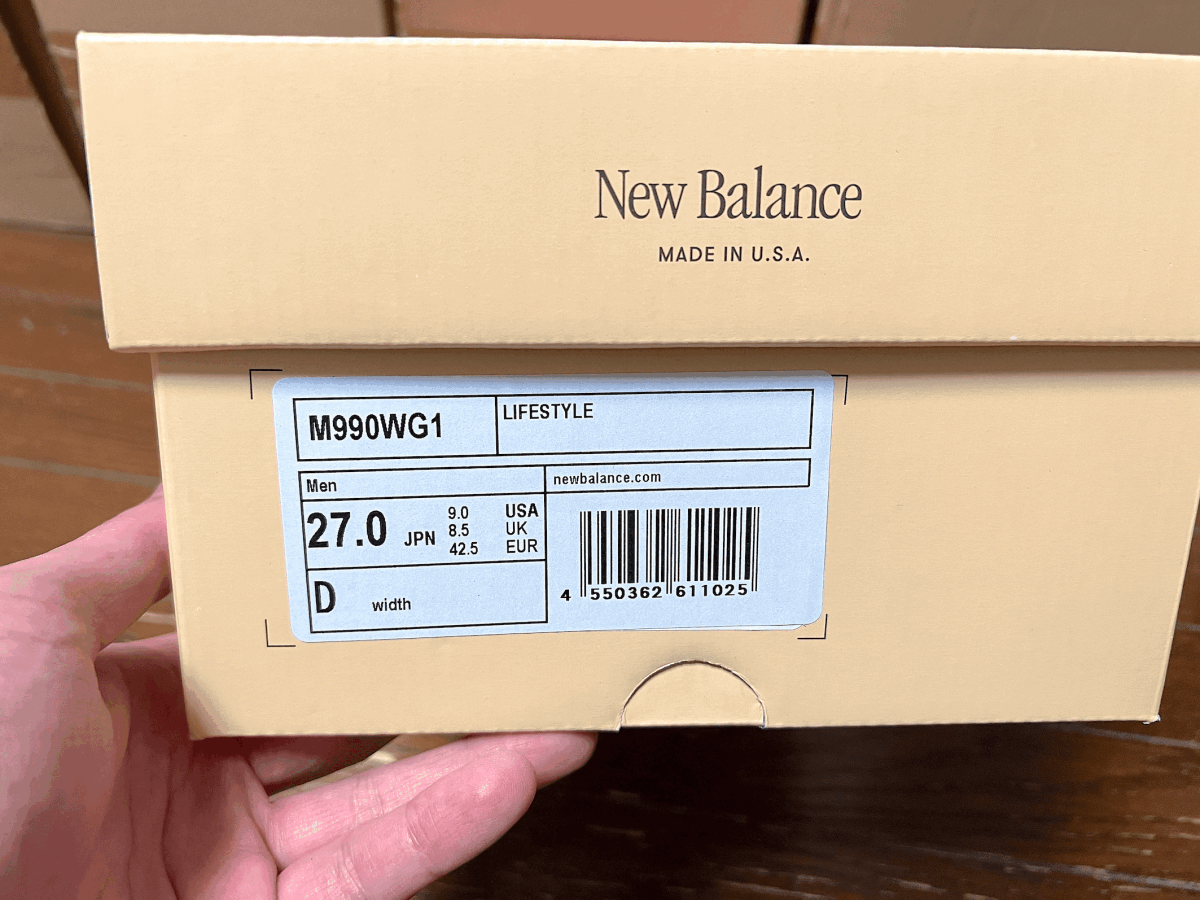 New Balance
MADE IN U.S.A.
M990WG1
LIFESTYLE
Men
newbalance.com
27.0 JPN
9.0 USA
8.5 UK
42.5 EUR
D width
4 550362 611025